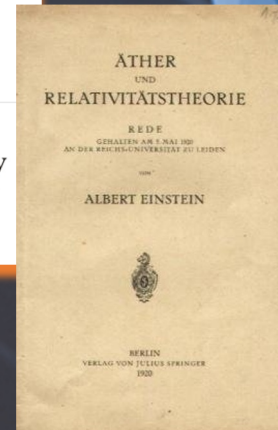 ÄTHER
UND
RELATIVITÄTSTHEORIE
REDE
GEHALTEN AM 5. MAI 1920
AN DER REICHS-UNIVERSITÄT ZU LEIDEN
VON
ALBERT EINSTEIN
BERLIN
VERLAG VON JULIUS SPRINGER
1920